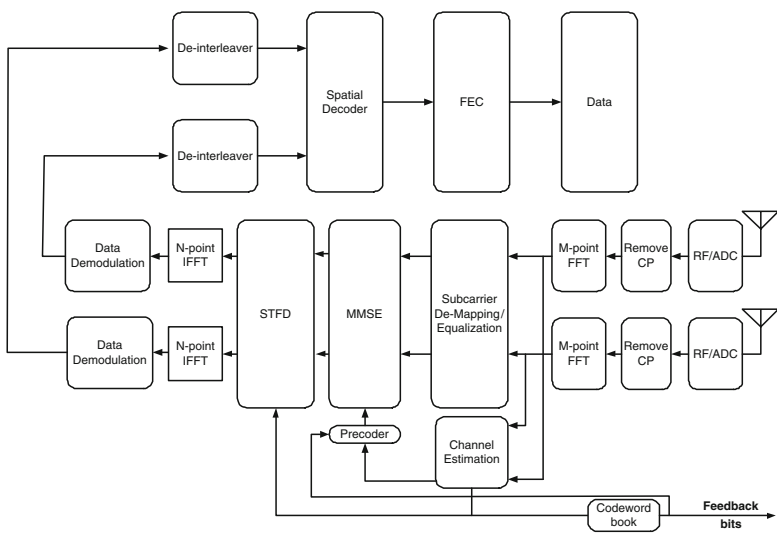 De-interleaver
De-interleaver
Spatial
Decoder
FEC
Data
Data
Demodulation
N-point
IFFT
STFD
MMSE
Subcarrier
De-Mapping/
Equalization
M-point
FFT
Remove
CP
RF/ADC
Data
Demodulation
N-point
IFFT
M-point
FFT
Remove
CP
RF/ADC
Precoder
Channel
Estimation
Codeword
book
Feedback
bits